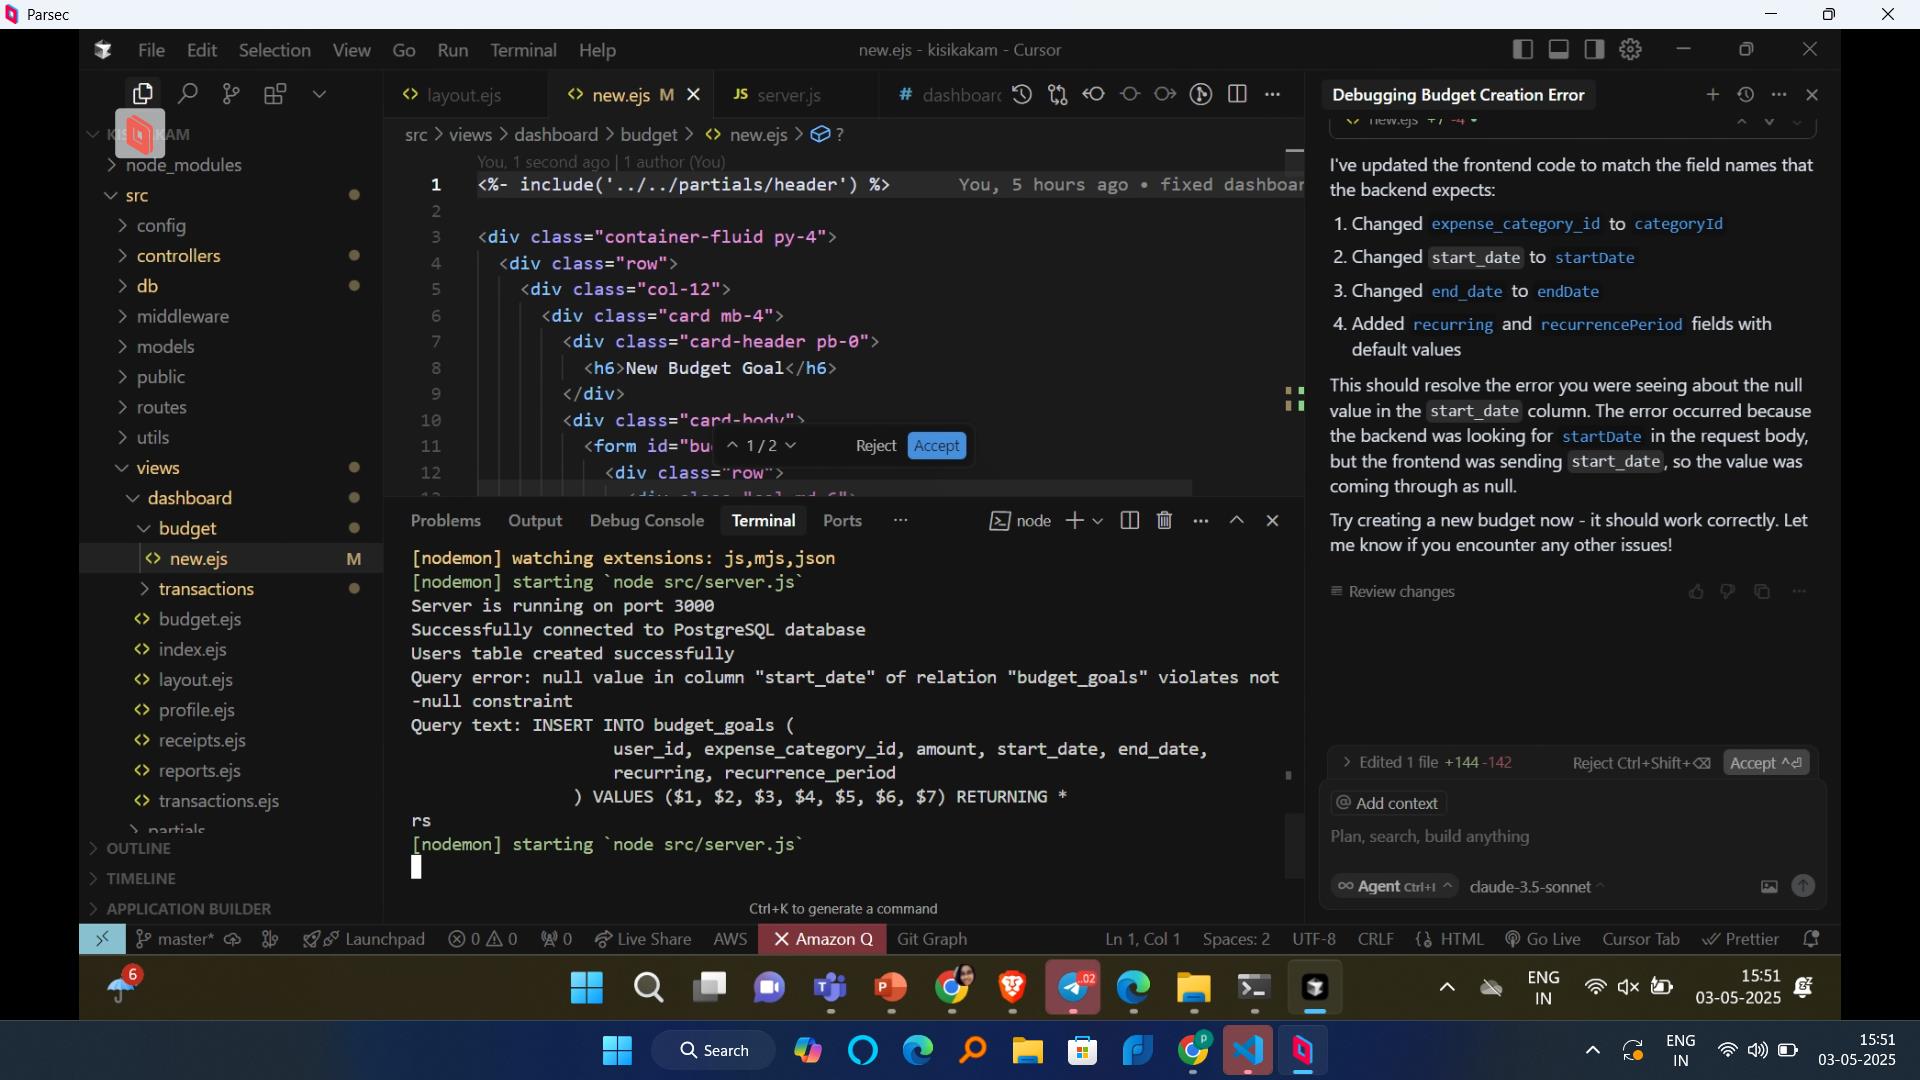 Parsec
File Edit Selection View Go Run Terminal Help
new.ejs - kisikakam - Cursor
layout.ejs
new.ejs M
JS server.js
# dashboarc
Debugging Budget Creation Error
KAM
node_modules
src
config
controllers
db
middleware
models
public
routes
utils
views
dashboard
budget
new.ejs M
transactions
budget.ejs
index.ejs
layout.ejs
profile.ejs
receipts.ejs
reports.ejs
transactions.ejs
partials
OUTLINE
TIMELINE
APPLICATION BUILDER
src > views > dashboard > budget > new.ejs > ?
You, 1 second ago | 1 author (You)
1 <%- include('../../partials/header') %> You, 5 hours ago • fixed dashboar
2
3 <div class="container-fluid py-4">
4 <div class="row">
5 <div class="col-12">
6 <div class="card mb-4">
7 <div class="card-header pb-0">
8 <h6>New Budget Goal</h6>
9 </div>
10 <div class="card-body">
11 <form id="bu
1 / 2 Reject Accept
12 <div class="row">
<div class="col-md-6">
Problems Output Debug Console Terminal Ports ···
node
[nodemon] watching extensions: js,mjs,json
[nodemon] starting `node src/server.js`
Server is running on port 3000
Successfully connected to PostgreSQL database
Users table created successfully
Query error: null value in column "start_date" of relation "budget_goals" violates not
-null constraint
Query text: INSERT INTO budget_goals (
user_id, expense_category_id, amount, start_date, end_date,
recurring, recurrence_period
) VALUES ($1, $2, $3, $4, $5, $6, $7) RETURNING *
rs
[nodemon] starting `node src/server.js`
Ctrl+K to generate a command
new.ejs +7 -4 •
I've updated the frontend code to match the field names that
the backend expects:
1. Changed expense_category_id to categoryId
2. Changed start_date to startDate
3. Changed end_date to endDate
4. Added recurring and recurrencePeriod fields with
default values
This should resolve the error you were seeing about the null
value in the start_date column. The error occurred because
the backend was looking for startDate in the request body,
but the frontend was sending start_date, so the value was
coming through as null.
Try creating a new budget now - it should work correctly. Let
me know if you encounter any other issues!
Review changes
Edited 1 file +144 -142 Reject Ctrl+Shift+⌫ Accept ^⏎
@ Add context
Plan, search, build anything
∞ Agent Ctrl+I claude-3.5-sonnet
master* Launchpad 0 0 0 Live Share AWS Amazon Q Git Graph
Ln 1, Col 1 Spaces: 2 UTF-8 CRLF {} HTML Go Live Cursor Tab Prettier
6
..02
ENG
IN
15:51
03-05-2025
Search
P
ENG
IN
15:51
03-05-2025